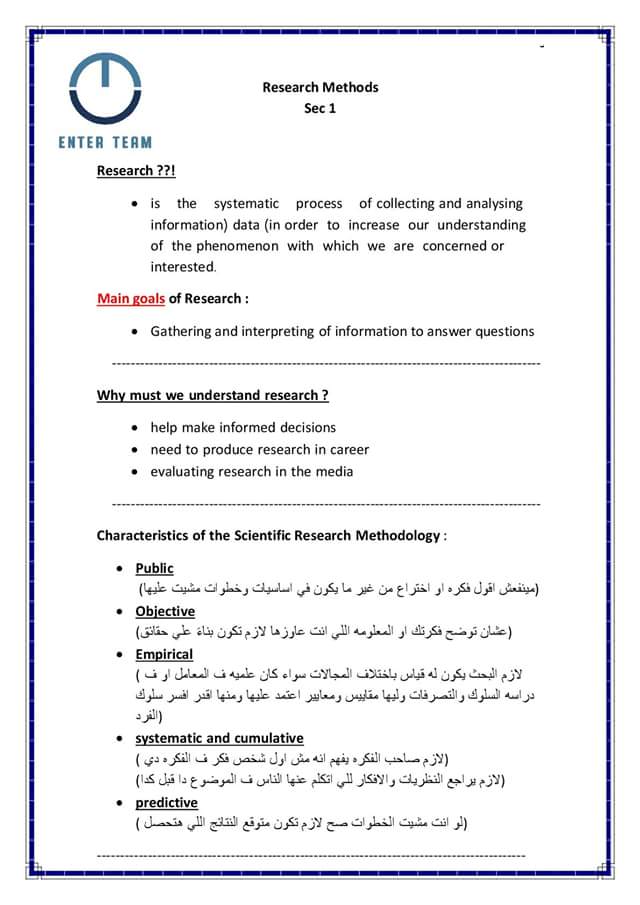 -
ENTER TEAM
Research Methods
Sec 1
Research ??!
• is the systematic process of collecting and analysing
information) data (in order to increase our understanding
of the phenomenon with which we are concerned or
interested.
Main goals of Research :
• Gathering and interpreting of information to answer questions
--------------------------------------------------------------------------------------------
Why must we understand research ?
• help make informed decisions
• need to produce research in career
• evaluating research in the media
--------------------------------------------------------------------------------------------
Characteristics of the Scientific Research Methodology :
• Public
(مينفعش اقول فكره او اختراع من غير ما يكون في اساسيات وخطوات مشيت عليها)
• Objective
(عشان توضح فكرتك او المعلومه اللي انت عاوزها لازم تكون بناءَ علي حقائق)
• Empirical
لازم البحث يكون له قياس باختلاف المجالات سواء كان علميه ف المعامل او ف )
دراسه السلوك والتصرفات وليها مقاييس ومعايير اعتمد عليها ومنها اقدر افسر سلوك
(الفرد
• systematic and cumulative
(لازم صاحب الفكره يفهم انه مش اول شخص فكر ف الفكره دي )
(لازم يراجع النظريات والافكار للي اتكلم عنها الناس ف الموضوع دا قبل كدا)
• predictive
(لو انت مشيت الخطوات صح لازم تكون متوقع النتائج اللي هتحصل )
--------------------------------------------------------------------------------------------